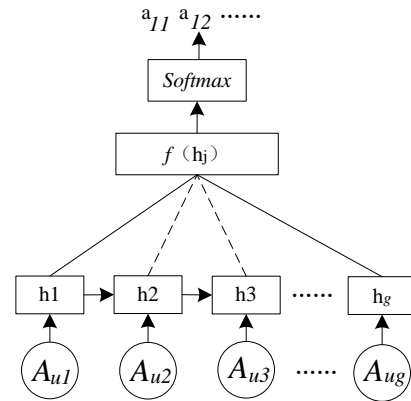 a11 a12 ······
Softmax
f（hj）
h1 h2 h3 ······ hg
Au1 Au2 Au3 ······ Aug